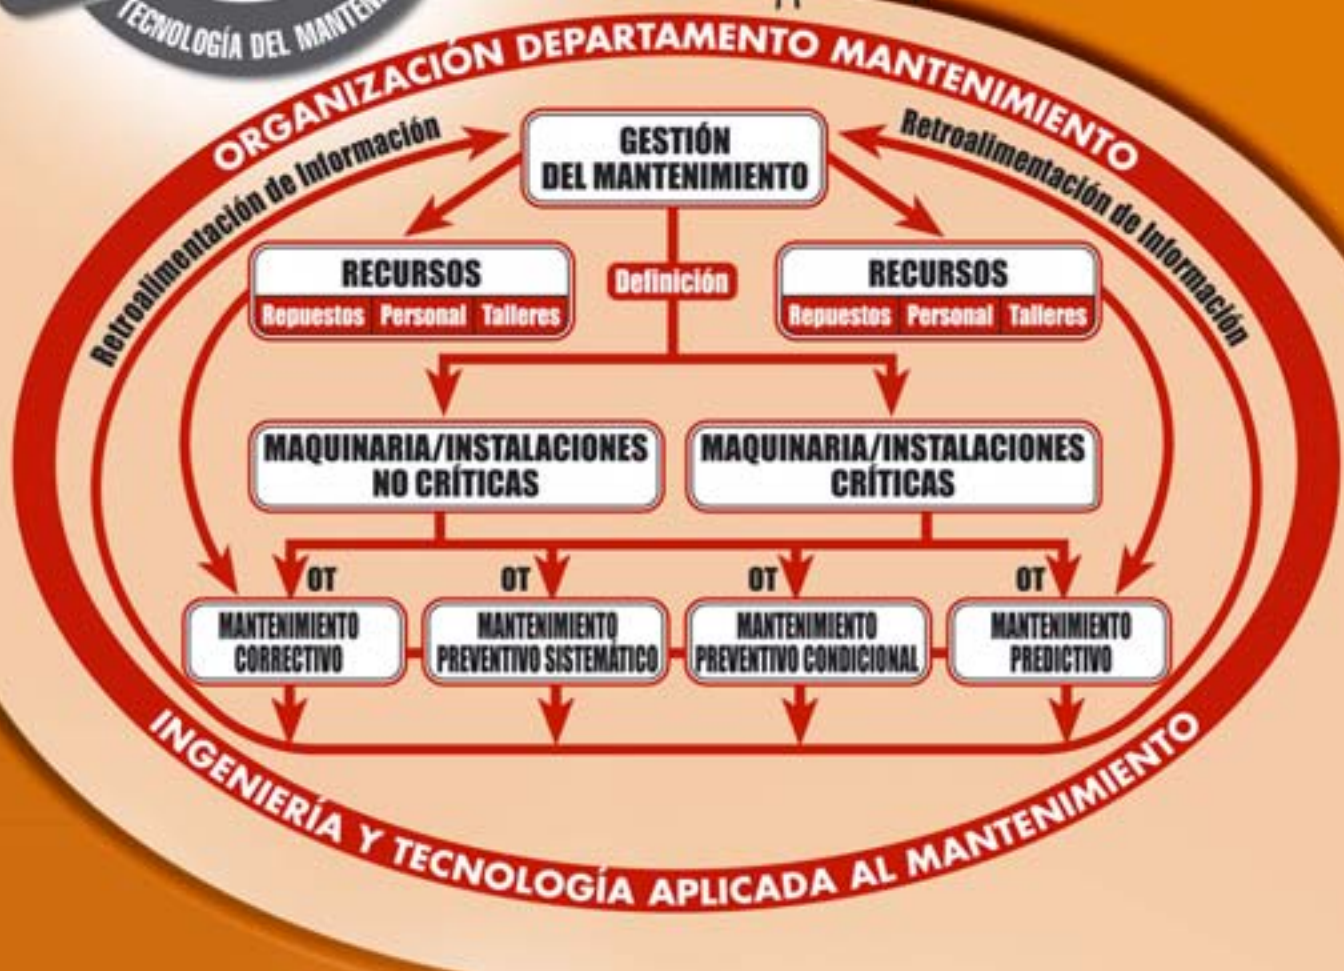 TECNOLOGÍA DEL
ORGANIZACIÓN DEPARTAMENTO MANTENIMIENTO
Retroalimentación de Información
Retroalimentación de Información
GESTIÓN
DEL MANTENIMIENTO
RECURSOS
Repuestos Personal Talleres
Definición
RECURSOS
Repuestos Personal Talleres
MAQUINARIA/INSTALACIONES
NO CRÍTICAS
MAQUINARIA/INSTALACIONES
CRÍTICAS
OT
OT
OT
OT
MANTENIMIENTO
CORRECTIVO
MANTENIMIENTO
PREVENTIVO SISTEMÁTICO
MANTENIMIENTO
PREVENTIVO CONDICIONAL
MANTENIMIENTO
PREDICTIVO
INGENIERÍA Y TECNOLOGÍA APLICADA AL MANTENIMIENTO